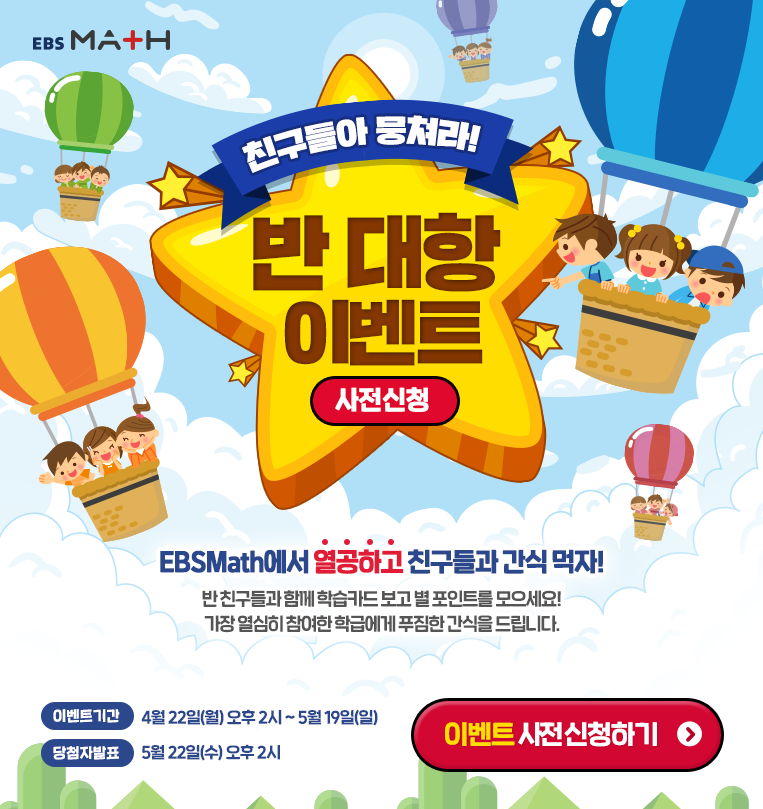 EBS MATH
친구들아 뭉쳐라!
반 대항
이벤트
사전신청
EBSMath에서 열공하고 친구들과 간식 먹자!
반 친구들과 함께 학습카드 보고 별 포인트를 모으세요!
가장 열심히 참여한 학급에게 푸짐한 간식을 드립니다.
이벤트기간 4월 22일(월) 오후 2시 ~ 5월 19일(일)
당첨자발표 5월 22일(수) 오후 2시
이벤트 사전 신청하기